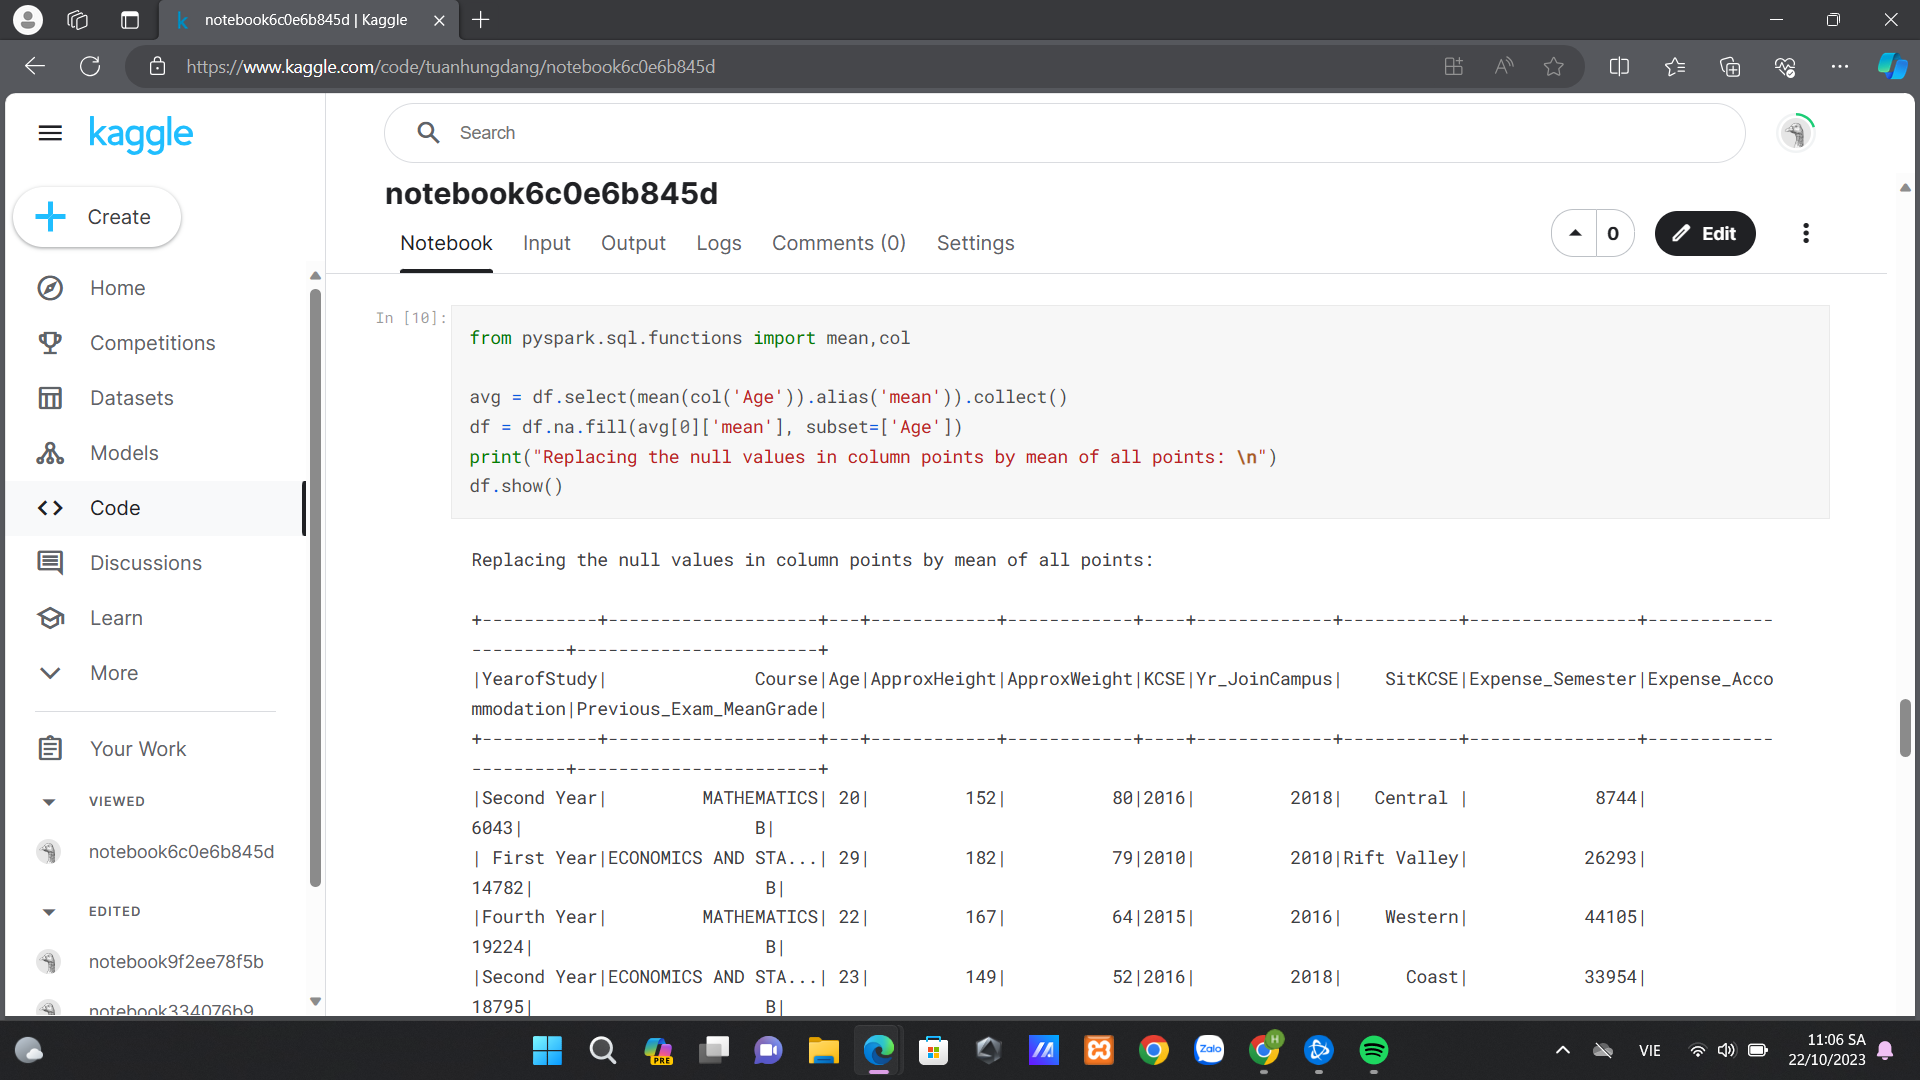 notebook6c0e6b845d | Kaggle
https://www.kaggle.com/code/tuanhungdang/notebook6c0e6b845d
kaggle
Search
Create
Home
Competitions
Datasets
Models
Code
Discussions
Learn
More
Your Work
VIEWED
notebook6c0e6b845d
EDITED
notebook9f2ee78f5b
notebook334076b9
notebook6c0e6b845d
Notebook Input Output Logs Comments (0) Settings
0
Edit
In [10]:
from pyspark.sql.functions import mean,col
avg = df.select(mean(col('Age')).alias('mean')).collect()
df = df.na.fill(avg[0]['mean'], subset=['Age'])
print("Replacing the null values in column points by mean of all points: \n")
df.show()
Replacing the null values in column points by mean of all points:
+-----------+--------------------+---+------------+------------+----+-------------+-----------+----------------+------------
---------+-----------------------+
|YearofStudy|              Course|Age|ApproxHeight|ApproxWeight|KCSE|Yr_JoinCampus|    SitKCSE|Expense_Semester|Expense_Acco
mmodation|Previous_Exam_MeanGrade|
+-----------+--------------------+---+------------+------------+----+-------------+-----------+----------------+------------
---------+-----------------------+
|Second Year|         MATHEMATICS| 20|         152|          80|2016|         2018|   Central |            8744|
6043|                      B|
| First Year|ECONOMICS AND STA...| 29|         182|          79|2010|         2010|Rift Valley|           26293|
14782|                      B|
|Fourth Year|         MATHEMATICS| 22|         167|          64|2015|         2016|    Western|           44105|
19224|                      B|
|Second Year|ECONOMICS AND STA...| 23|         149|          52|2016|         2018|      Coast|           33954|
18795|                      B|
PRE
Zalo
H
VIE
11:06 SA
22/10/2023